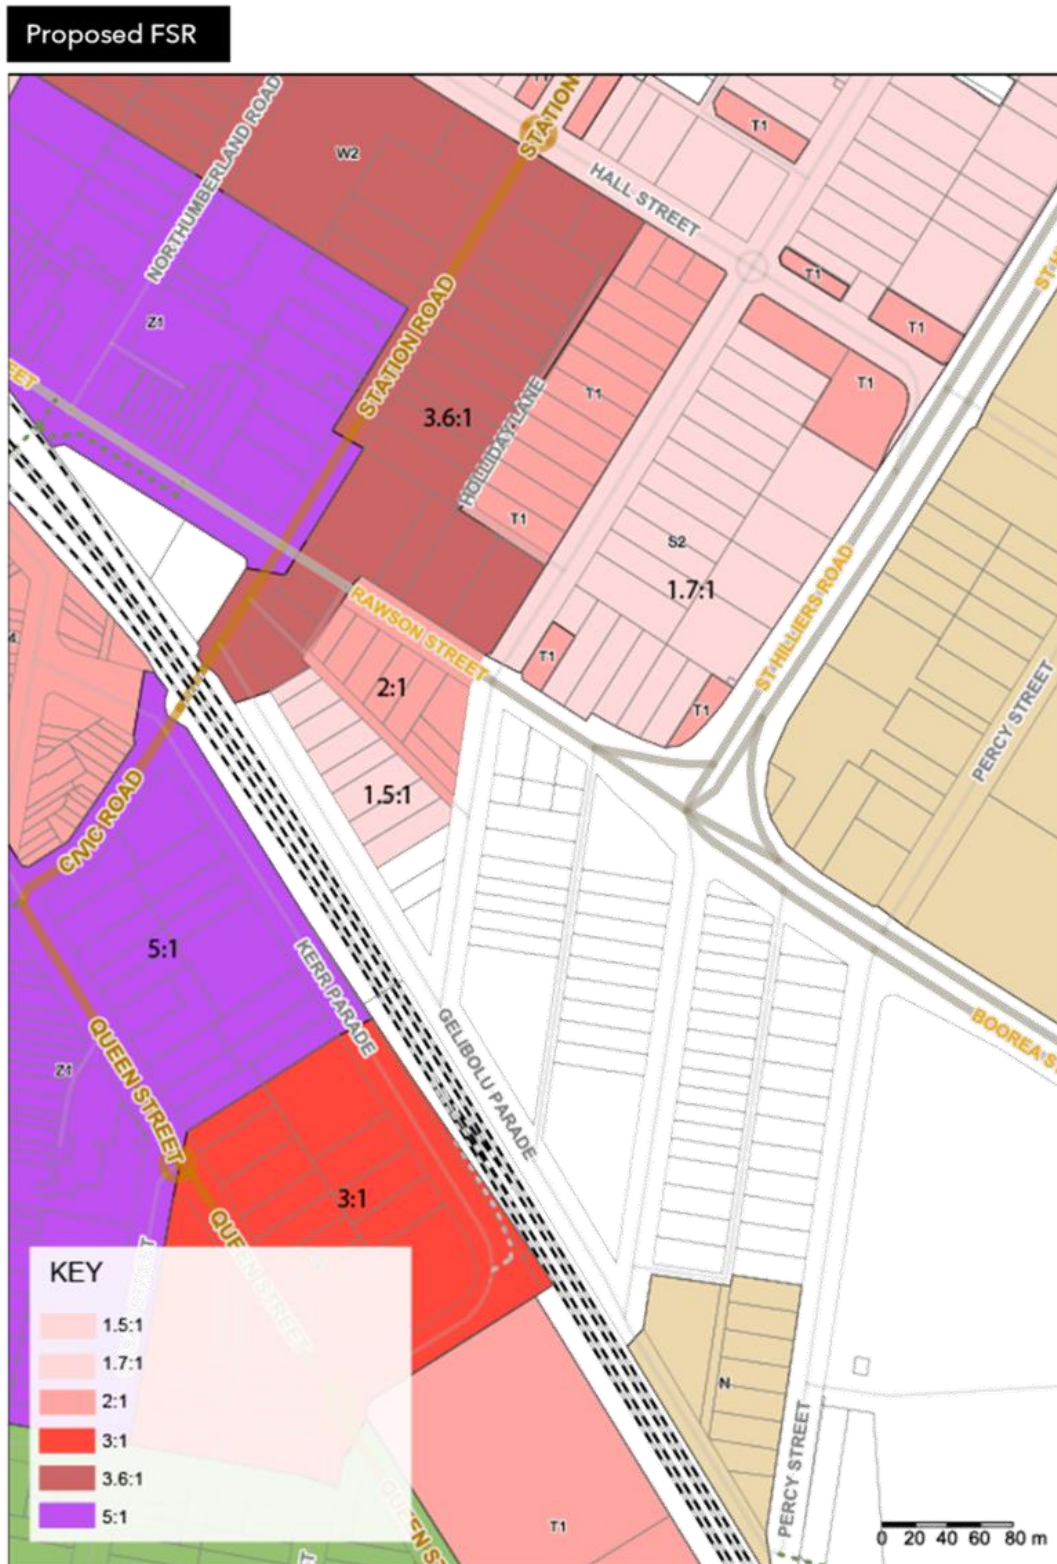 Proposed FSR
T1
STATION
NORTHUMBERLAND ROAD
W2
T1
HALL STREET
T1
T1
Z1
STATION ROAD
T1
T1
3.6:1
HOLLIDAY LANE
T1
S2
1.7:1
ST HILLIERS ROAD
RAWSON STREET
T1
2:1
T1
PERCY STREET
1.5:1
CIVIC ROAD
5:1
KERR PARADE
GELIBOLU PARADE
BOOREA
QUEEN STREET
Z1
3:1
QUEEN STREET
KEY
1.5:1
1.7:1
2:1
3:1
3.6:1
5:1
N
PERCY STREET
T1
QUEEN
0 20 40 60 80 m